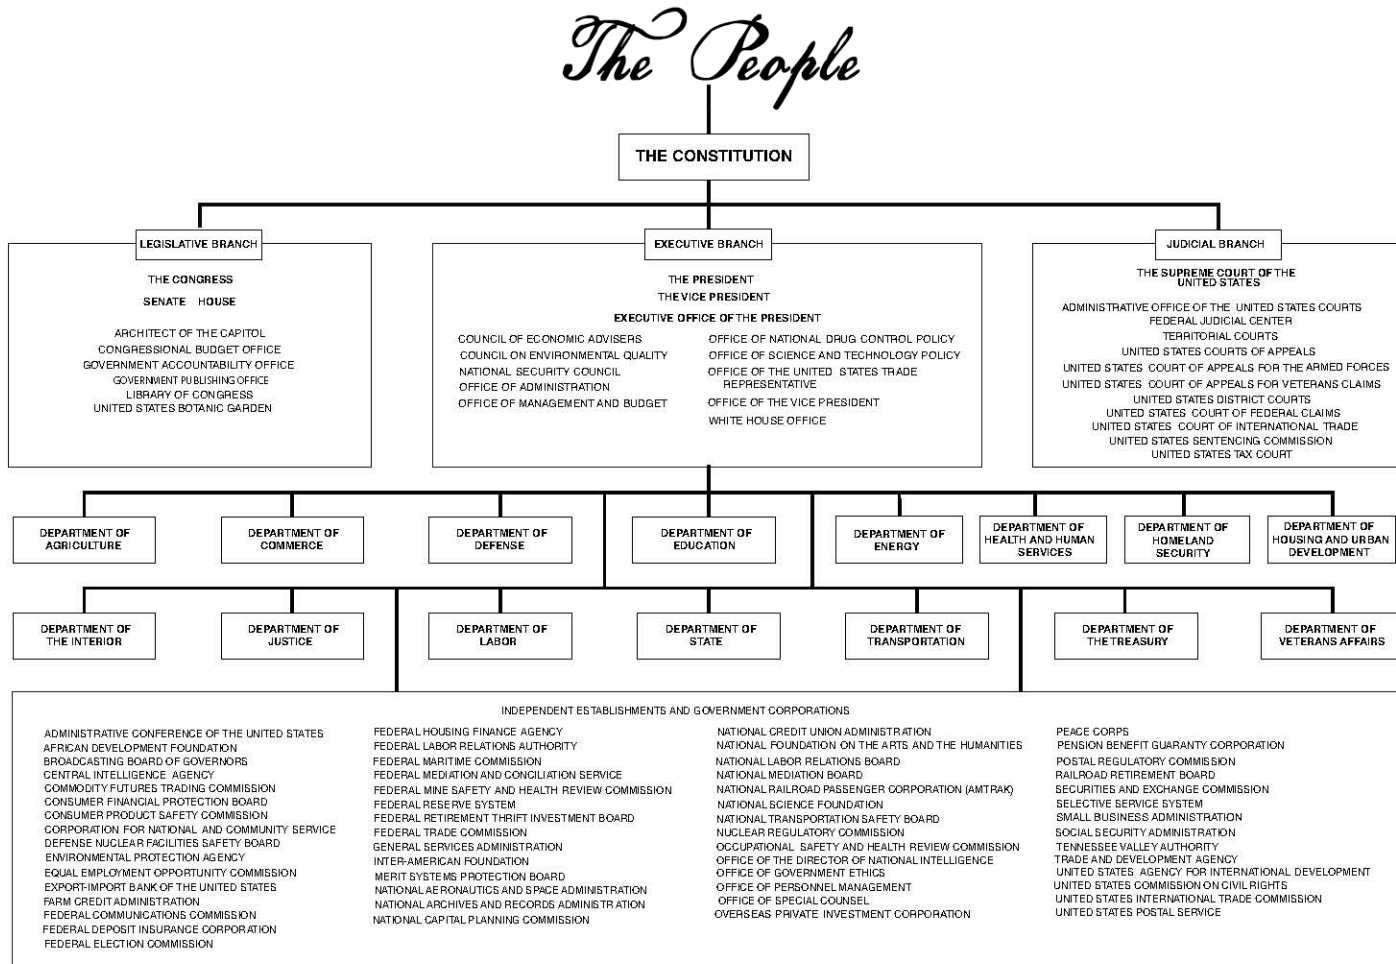 The People
THE CONSTITUTION
LEGISLATIVE BRANCH
THE CONGRESS
SENATE HOUSE
ARCHITECT OF THE CAPITOL
CONGRESSIONAL BUDGET OFFICE
GOVERNMENT ACCOUNTABILITY OFFICE
GOVERNMENT PUBLISHING OFFICE
LIBRARY OF CONGRESS
UNITED STATES BOTANIC GARDEN
EXECUTIVE BRANCH
THE PRESIDENT
THE VICE PRESIDENT
EXECUTIVE OFFICE OF THE PRESIDENT
COUNCIL OF ECONOMIC ADVISERS
COUNCIL ON ENVIRONMENTAL QUALITY
NATIONAL SECURITY COUNCIL
OFFICE OF ADMINISTRATION
OFFICE OF MANAGEMENT AND BUDGET
OFFICE OF NATIONAL DRUG CONTROL POLICY
OFFICE OF SCIENCE AND TECHNOLOGY POLICY
OFFICE OF THE UNITED STATES TRADE
REPRESENTATIVE
OFFICE OF THE VICE PRESIDENT
WHITE HOUSE OFFICE
JUDICIAL BRANCH
THE SUPREME COURT OF THE
UNITED STATES
ADMINISTRATIVE OFFICE OF THE UNITED STATES COURTS
FEDERAL JUDICIAL CENTER
TERRITORIAL COURTS
UNITED STATES COURTS OF APPEALS
UNITED STATES COURT OF APPEALS FOR THE ARMED FORCES
UNITED STATES COURT OF APPEALS FOR VETERANS CLAIMS
UNITED STATES DISTRICT COURTS
UNITED STATES COURT OF FEDERAL CLAIMS
UNITED STATES COURT OF INTERNATIONAL TRADE
UNITED STATES SENTENCING COMMISSION
UNITED STATES TAX COURT
DEPARTMENT OF
AGRICULTURE
DEPARTMENT OF
COMMERCE
DEPARTMENT OF
DEFENSE
DEPARTMENT OF
EDUCATION
DEPARTMENT OF
ENERGY
DEPARTMENT OF
HEALTH AND HUMAN
SERVICES
DEPARTMENT OF
HOMELAND
SECURITY
DEPARTMENT OF
HOUSING AND URBAN
DEVELOPMENT
DEPARTMENT OF
THE INTERIOR
DEPARTMENT OF
JUSTICE
DEPARTMENT OF
LABOR
DEPARTMENT OF
STATE
DEPARTMENT OF
TRANSPORTATION
DEPARTMENT OF
THE TREASURY
DEPARTMENT OF
VETERANS AFFAIRS
INDEPENDENT ESTABLISHMENTS AND GOVERNMENT CORPORATIONS
ADMINISTRATIVE CONFERENCE OF THE UNITED STATES
AFRICAN DEVELOPMENT FOUNDATION
BROADCASTING BOARD OF GOVERNORS
CENTRAL INTELLIGENCE AGENCY
COMMODITY FUTURES TRADING COMMISSION
CONSUMER FINANCIAL PROTECTION BOARD
CONSUMER PRODUCT SAFETY COMMISSION
CORPORATION FOR NATIONAL AND COMMUNITY SERVICE
DEFENSE NUCLEAR FACILITIES SAFETY BOARD
ENVIRONMENTAL PROTECTION AGENCY
EQUAL EMPLOYMENT OPPORTUNITY COMMISSION
EXPORT-IMPORT BANK OF THE UNITED STATES
FARM CREDIT ADMINISTRATION
FEDERAL COMMUNICATIONS COMMISSION
FEDERAL DEPOSIT INSURANCE CORPORATION
FEDERAL ELECTION COMMISSION
FEDERAL HOUSING FINANCE AGENCY
FEDERAL LABOR RELATIONS AUTHORITY
FEDERAL MARITIME COMMISSION
FEDERAL MEDIATION AND CONCILIATION SERVICE
FEDERAL MINE SAFETY AND HEALTH REVIEW COMMISSION
FEDERAL RESERVE SYSTEM
FEDERAL RETIREMENT THRIFT INVESTMENT BOARD
FEDERAL TRADE COMMISSION
GENERAL SERVICES ADMINISTRATION
INTER-AMERICAN FOUNDATION
MERIT SYSTEMS PROTECTION BOARD
NATIONAL AERONAUTICS AND SPACE ADMINISTRATION
NATIONAL ARCHIVES AND RECORDS ADMINISTRATION
NATIONAL CAPITAL PLANNING COMMISSION
NATIONAL CREDIT UNION ADMINISTRATION
NATIONAL FOUNDATION ON THE ARTS AND THE HUMANITIES
NATIONAL LABOR RELATIONS BOARD
NATIONAL MEDIATION BOARD
NATIONAL RAILROAD PASSENGER CORPORATION (AMTRAK)
NATIONAL SCIENCE FOUNDATION
NATIONAL TRANSPORTATION SAFETY BOARD
NUCLEAR REGULATORY COMMISSION
OCCUPATIONAL SAFETY AND HEALTH REVIEW COMMISSION
OFFICE OF THE DIRECTOR OF NATIONAL INTELLIGENCE
OFFICE OF GOVERNMENT ETHICS
OFFICE OF PERSONNEL MANAGEMENT
OFFICE OF SPECIAL COUNSEL
OVERSEAS PRIVATE INVESTMENT CORPORATION
PEACE CORPS
PENSION BENEFIT GUARANTY CORPORATION
POSTAL REGULATORY COMMISSION
RAILROAD RETIREMENT BOARD
SECURITIES AND EXCHANGE COMMISSION
SELECTIVE SERVICE SYSTEM
SMALL BUSINESS ADMINISTRATION
SOCIAL SECURITY ADMINISTRATION
TENNESSEE VALLEY AUTHORITY
TRADE AND DEVELOPMENT AGENCY
UNITED STATES AGENCY FOR INTERNATIONAL DEVELOPMENT
UNITED STATES COMMISSION ON CIVIL RIGHTS
UNITED STATES INTERNATIONAL TRADE COMMISSION
UNITED STATES POSTAL SERVICE